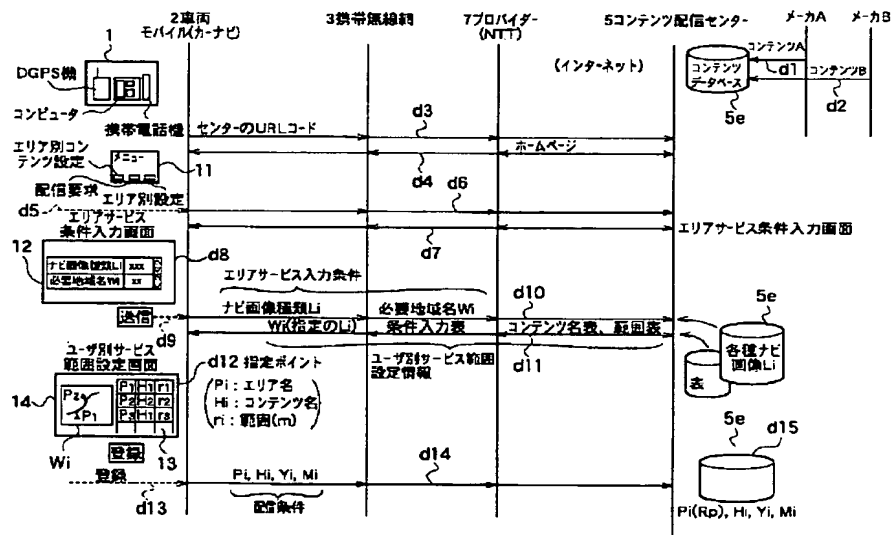 2車両
モバイル(カーナビ)
3携帯無線網
7プロバイダー
(NTT)
5コンテンツ配信センター
メーカA
メーカB
1
DGPS機
コンピュータ
携帯電話機
(インターネット)
コンテンツ
データベース
5e
コンテンツA
d1
コンテンツB
d2
センターのURLコード
d3
ホームページ
d4
エリア別コン
テンツ設定
メニュー
11
配信要求
エリア別設定
d5
d6
d7
エリアサービス条件入力画面
エリアサービス
条件入力画面
12
d8
ナビ画像種類Li
xxx
必要地域名Wi
xx
エリアサービス入力条件
送信
d9
ナビ画像種類Li
必要地域名Wi
d10
Wi(指定のLi)
条件入力表
コンテンツ名表、範囲表
d11
5e
各種ナビ
画像Li
表
ユーザ別サービス範囲
設定情報
ユーザ別サービス
範囲設定画面
d12 指定ポイント
Pi：エリア名
Hi：コンテンツ名
ri：範囲(m)
14
P2
P1
P1 H1 r1
P2 H2 r2
P3 H1 r3
Wi
登録
13
登録
d13
Pi, Hi, Yi, Mi
配信条件
d14
5e
d15
Pi(Rp), Hi, Yi, Mi